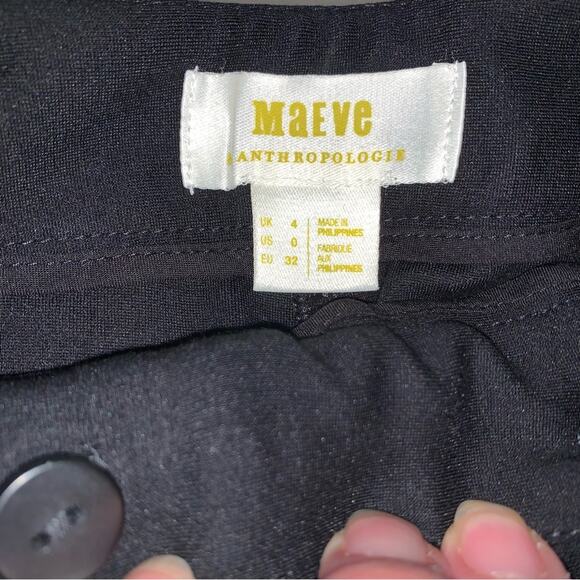 MaEVe
ANTHROPOLOGIE
UK 4
US 0
EU 32
MADE IN
PHILIPPINES
FABRIQUÉ
AUX
PHILIPPINES